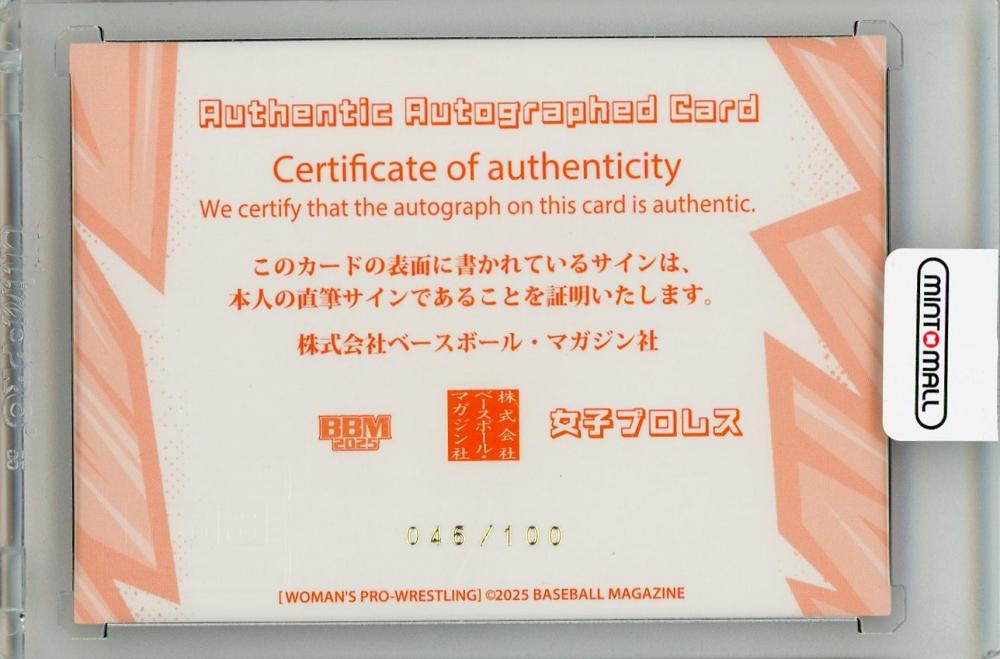 Authentic Autographed Card
Certificate of authenticity
We certify that the autograph on this card is authentic.
このカードの表面に書かれているサインは、
本人の直筆サインであることを証明いたします。
株式会社ベースボール・マガジン社
BBM
2025
株式会社
ベースボール・
マガジン社
女子プロレス
046/100
[WOMAN'S PRO-WRESTLING] ©2025 BASEBALL MAGAZINE
MINTOMALL